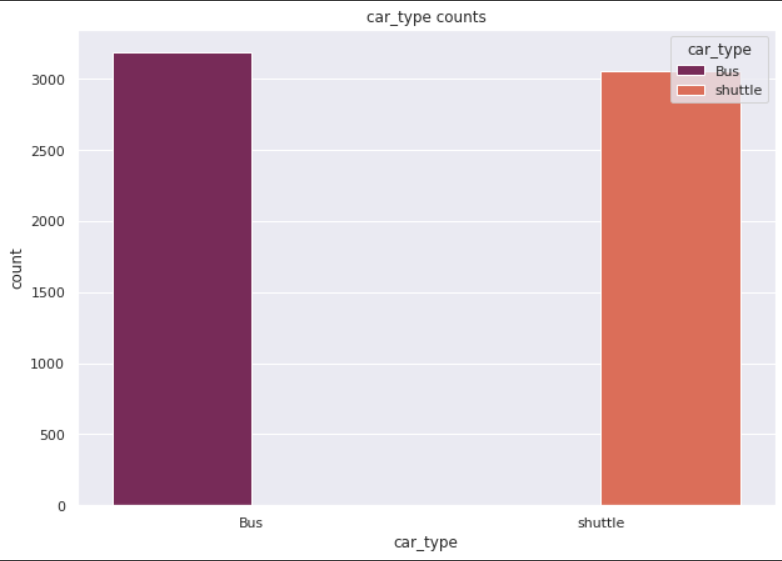 car_type counts
car_type
Bus
shuttle
3000
2500
2000
1500
1000
500
0
count
Bus
shuttle
car_type